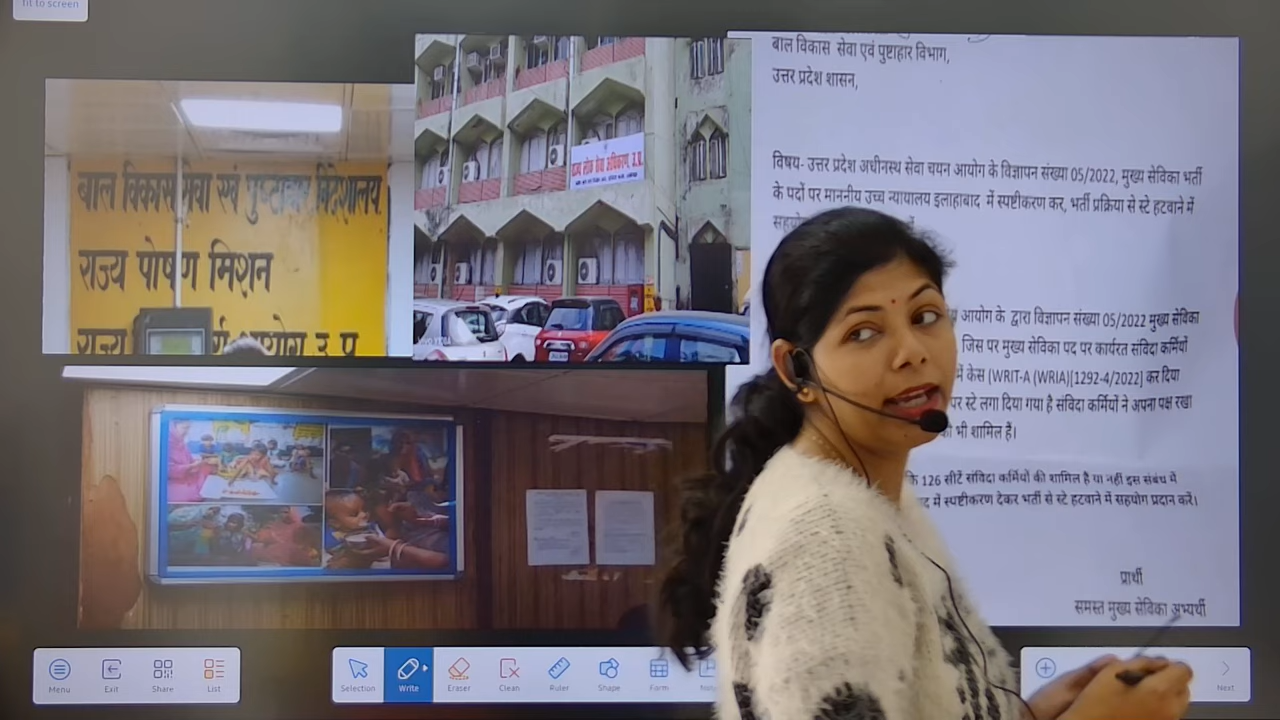 fit to screen
बाल विकास सेवा एवं पुष्टाहार निदेशालय
राज्य पोषण मिशन
राज्य आयोग उ प्र
राज्य लोक सेवा अधिकरण, उ.प्र.
बाल विकास सेवा एवं पुष्टाहार विभाग,
उत्तर प्रदेश शासन,
विषय- उत्तर प्रदेश अधीनस्थ सेवा चयन आयोग के विज्ञापन संख्या 05/2022, मुख्य सेविका भर्ती
के पदों पर माननीय उच्च न्यायालय इलाहाबाद में स्पष्टीकरण कर, भर्ती प्रक्रिया से स्टे हटवाने में
आयोग के द्वारा विज्ञापन संख्या 05/2022 मुख्य सेविका
जिस पर मुख्य सेविका पद पर कार्यरत संविदा कर्मियों
में केस (WRIT-A (WRIA)[1292-4/2022] कर दिया
पर स्टे लगा दिया गया है संविदा कर्मियों ने अपना पक्ष रखा
भी शामिल हैं।
126 सीटें संविदा कर्मियों की शामिल है या नहीं इस संबंध में
में स्पष्टीकरण देकर भर्ती से स्टे हटवाने में सहयोग प्रदान करें।
प्रार्थी
समस्त मुख्य सेविका अभ्यर्थी
Menu Exit Share List Selection Write Eraser Clean Ruler Shape Form Next